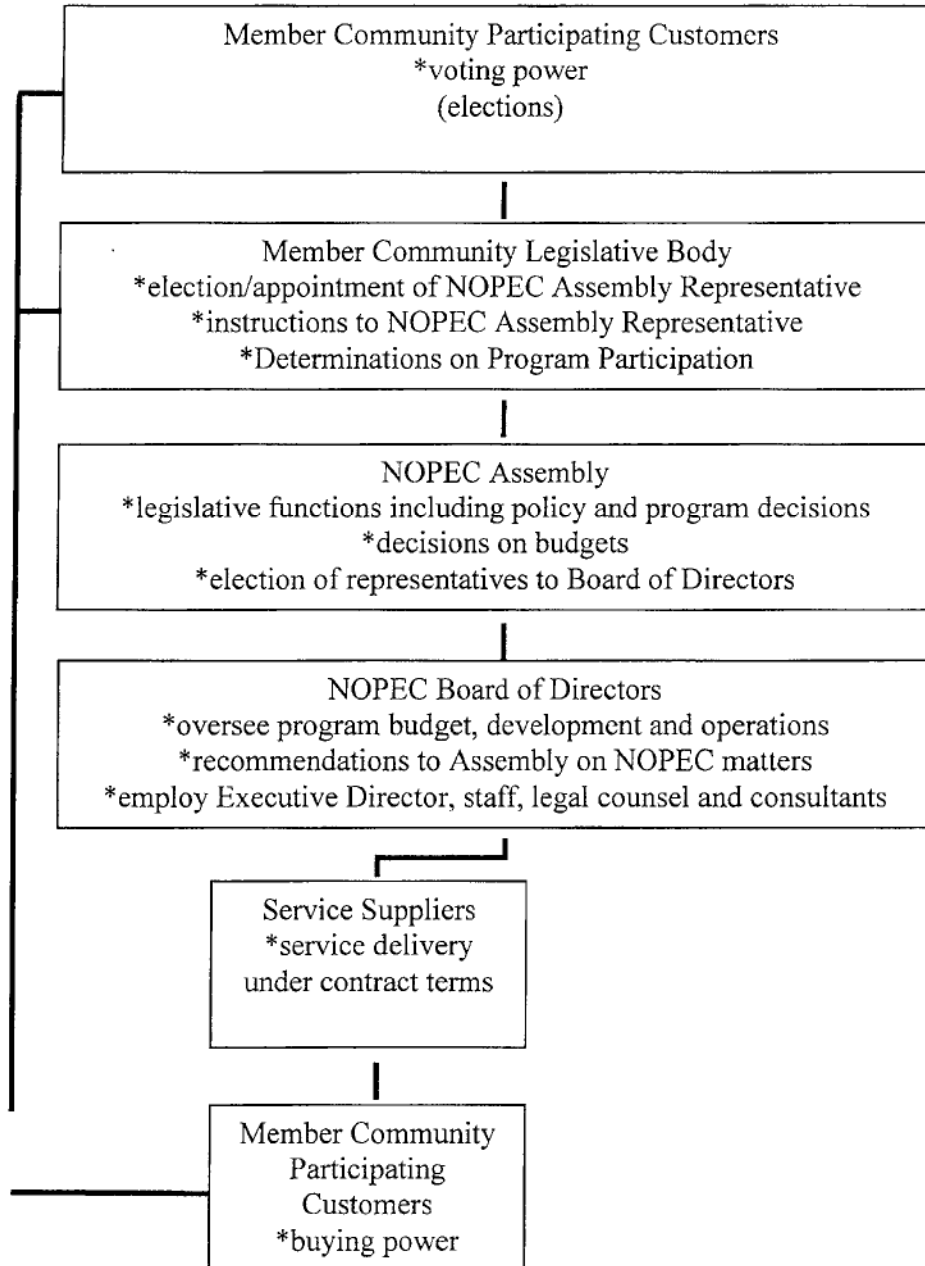 Member Community Participating Customers
*voting power
(elections)
Member Community Legislative Body
*election/appointment of NOPEC Assembly Representative
*instructions to NOPEC Assembly Representative
*Determinations on Program Participation
NOPEC Assembly
*legislative functions including policy and program decisions
*decisions on budgets
*election of representatives to Board of Directors
NOPEC Board of Directors
*oversee program budget, development and operations
*recommendations to Assembly on NOPEC matters
*employ Executive Director, staff, legal counsel and consultants
Service Suppliers
*service delivery
under contract terms
Member Community
Participating
Customers
*buying power